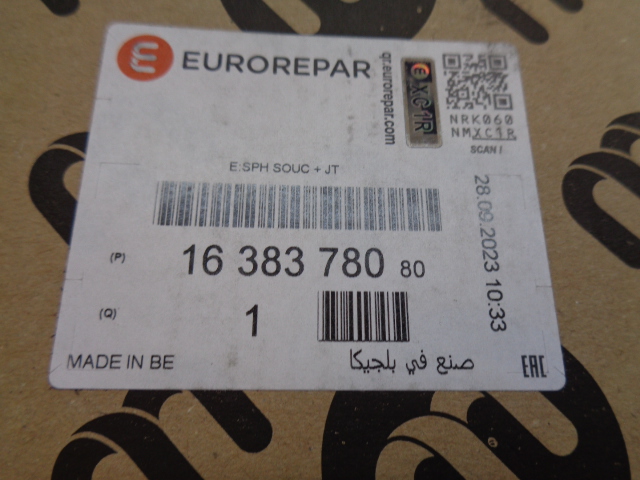 EUROREPAR
qr.eurorepar.com
e XC1R
NRK060
NMXC1R
SCAN !
E:SPH SOUC + JT
28.09.2023 10:33
(P) 16 383 780 80
(Q) 1
MADE IN BE
صنع في بلجيكا
EAC